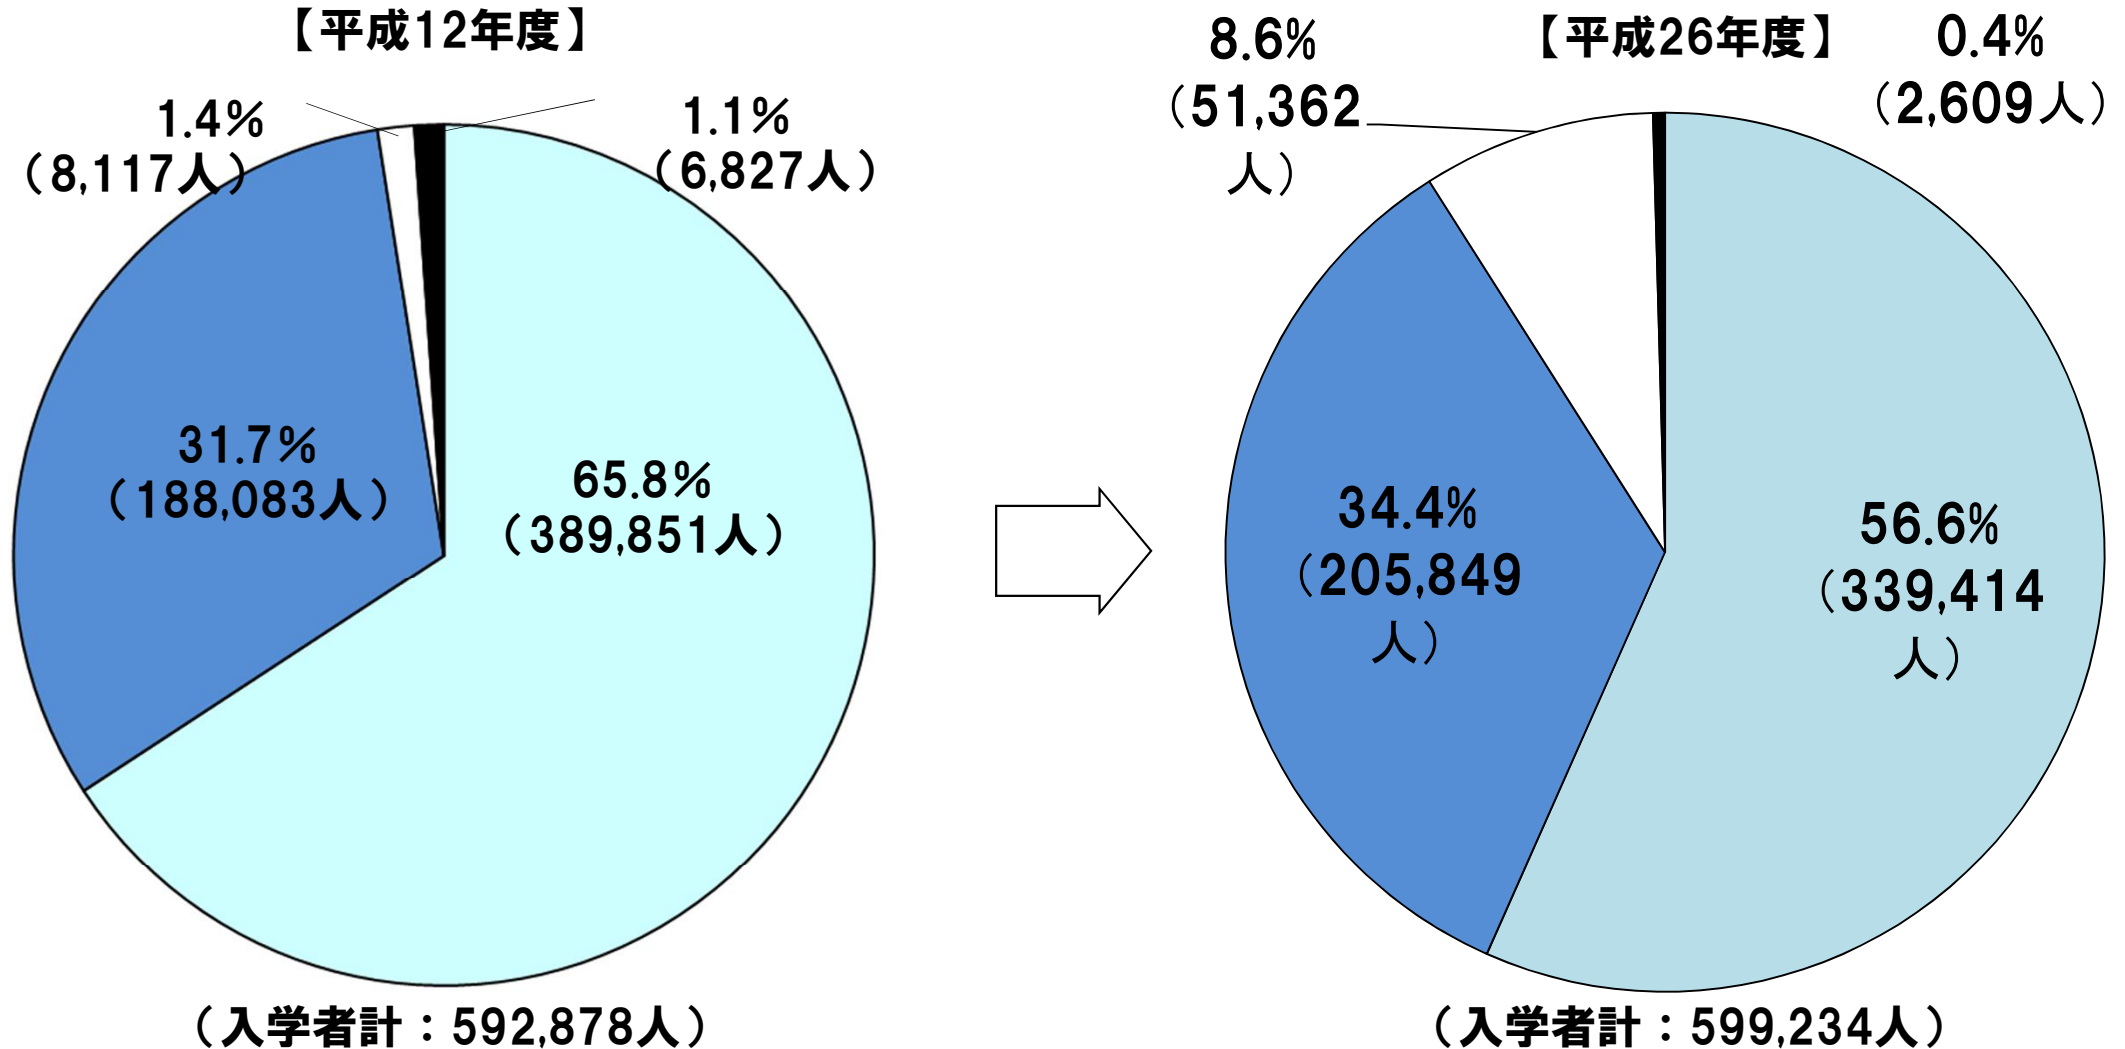 【平成12年度】
1.4%
（8,117人）
1.1%
（6,827人）
31.7%
（188,083人）
65.8%
（389,851人）
（入学者計：592,878人）
【平成26年度】
8.6%
（51,362
人）
0.4%
（2,609人）
34.4%
（205,849
人）
56.6%
（339,414
人）
（入学者計：599,234人）